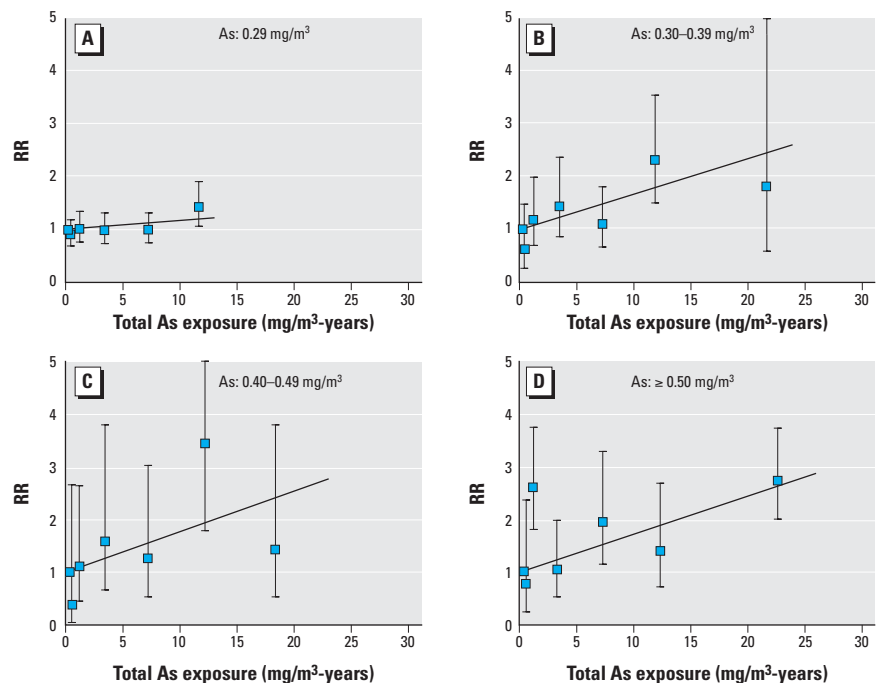 A
As: 0.29 mg/m³
5
4
3
2
1
0
RR
0 5 10 15 20 25 30
Total As exposure (mg/m³-years)
B
As: 0.30–0.39 mg/m³
5
4
3
2
1
0
RR
0 5 10 15 20 25 30
Total As exposure (mg/m³-years)
C
As: 0.40–0.49 mg/m³
5
4
3
2
1
0
RR
0 5 10 15 20 25 30
Total As exposure (mg/m³-years)
D
As: ≥ 0.50 mg/m³
5
4
3
2
1
0
RR
0 5 10 15 20 25 30
Total As exposure (mg/m³-years)